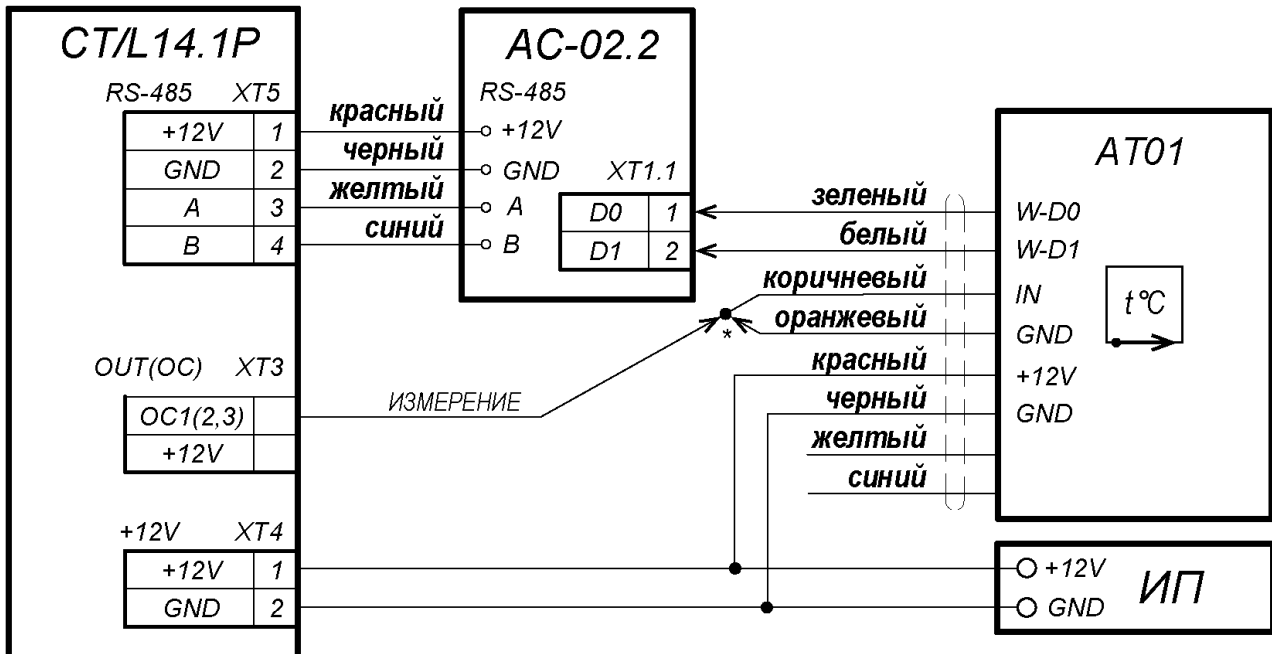 CT/L14.1P
RS-485 XT5
+12V 1
GND 2
A 3
B 4
OUT(OC) XT3
OC1(2,3)
+12V
+12V XT4
+12V 1
GND 2
красный
черный
желтый
синий
AC-02.2
RS-485
+12V
GND
A
B
XT1.1
D0 1
D1 2
ИЗМЕРЕНИЕ
*
зеленый
белый
коричневый
оранжевый
красный
черный
желтый
синий
AT01
W-D0
W-D1
IN
GND
+12V
GND
t°C
+12V
GND
ИП